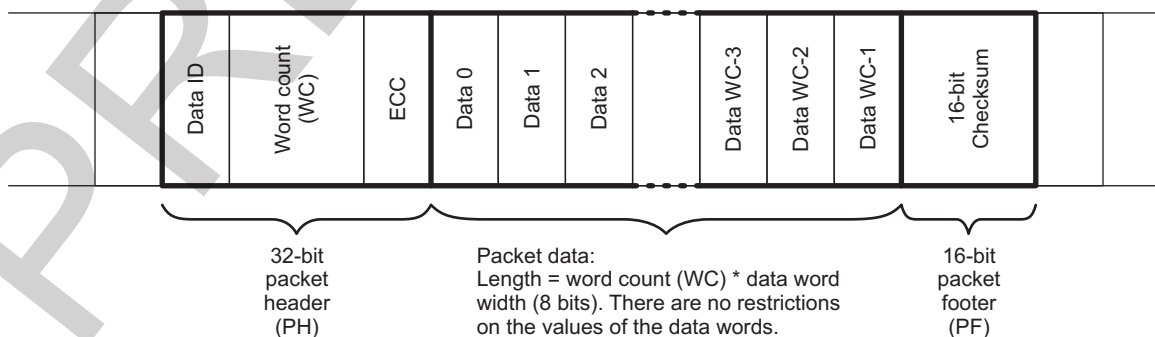 Data ID
Word count
(WC)
ECC
Data 0
Data 1
Data 2
Data WC-3
Data WC-2
Data WC-1
16-bit
Checksum
32-bit
packet
header
(PH)
Packet data:
Length = word count (WC) * data word
width (8 bits). There are no restrictions
on the values of the data words.
16-bit
packet
footer
(PF)